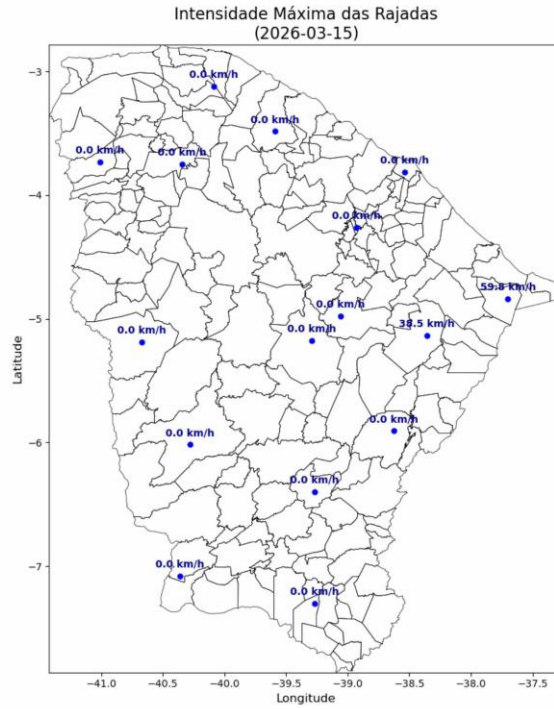 Intensidade Máxima das Rajadas
(2026-03-15)
−3
0.0 km/h
0.0 km/h
0.0 km/h
0.0 km/h
0.0 km/h
−4
0.0 km/h
59.8 km/h
0.0 km/h
38.5 km/h
−5
0.0 km/h
0.0 km/h
Latitude
0.0 km/h
−6
0.0 km/h
0.0 km/h
−7
0.0 km/h
0.0 km/h
−41.0
−40.5
−40.0
−39.5
−39.0
−38.5
−38.0
−37.5
Longitude